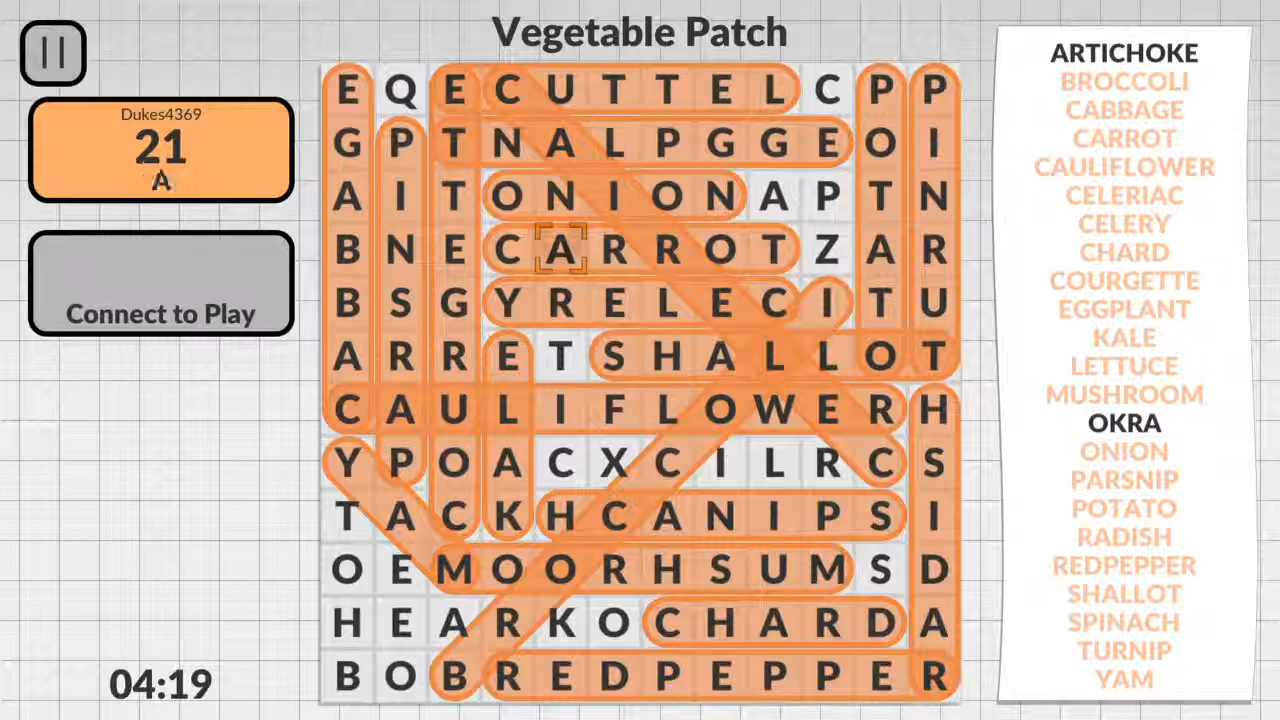 Vegetable Patch
Dukes4369
21
A
Connect to Play
04:19
E Q E C U T T E L C P P
G P T N A L P G G E O I
A I T O N I O N A P T N
B N E C A R R O T Z A R
B S G Y R E L E C I T U
A R R E T S H A L L O T
C A U L I F L O W E R H
Y P O A C X C I L R C S
T A C K H C A N I P S I
O E M O O R H S U M S D
H E A R K O C H A R D A
B O B R E D P E P P E R
ARTICHOKE
BROCCOLI
CABBAGE
CARROT
CAULIFLOWER
CELERIAC
CELERY
CHARD
COURGETTE
EGGPLANT
KALE
LETTUCE
MUSHROOM
OKRA
ONION
PARSNIP
POTATO
RADISH
REDPEPPER
SHALLOT
SPINACH
TURNIP
YAM